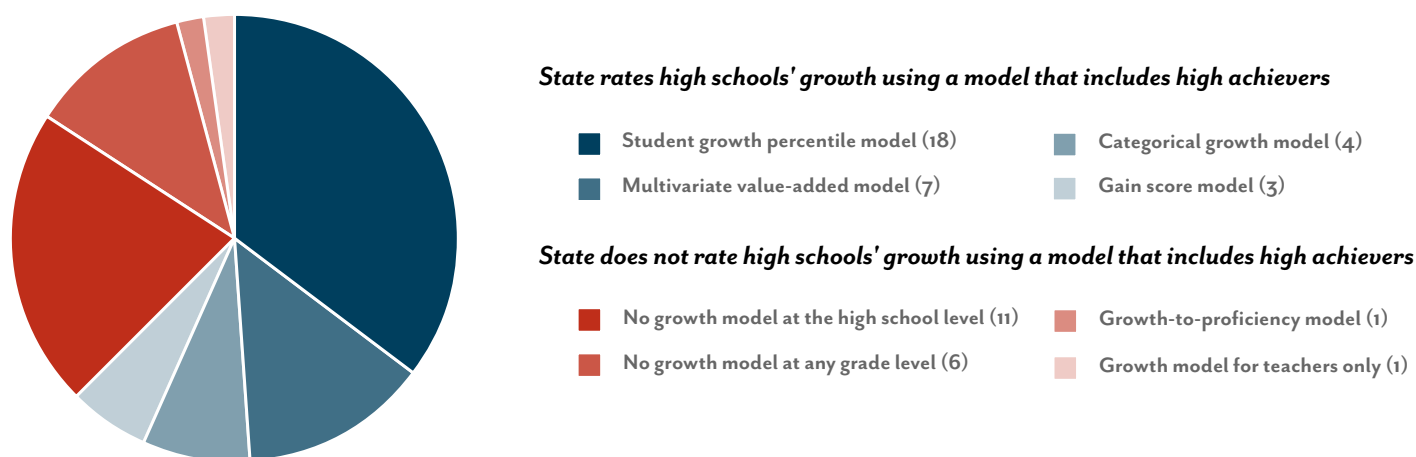 State rates high schools' growth using a model that includes high achievers
Student growth percentile model (18)
Categorical growth model (4)
Multivariate value-added model (7)
Gain score model (3)
State does not rate high schools' growth using a model that includes high achievers
No growth model at the high school level (11)
Growth-to-proficiency model (1)
No growth model at any grade level (6)
Growth model for teachers only (1)